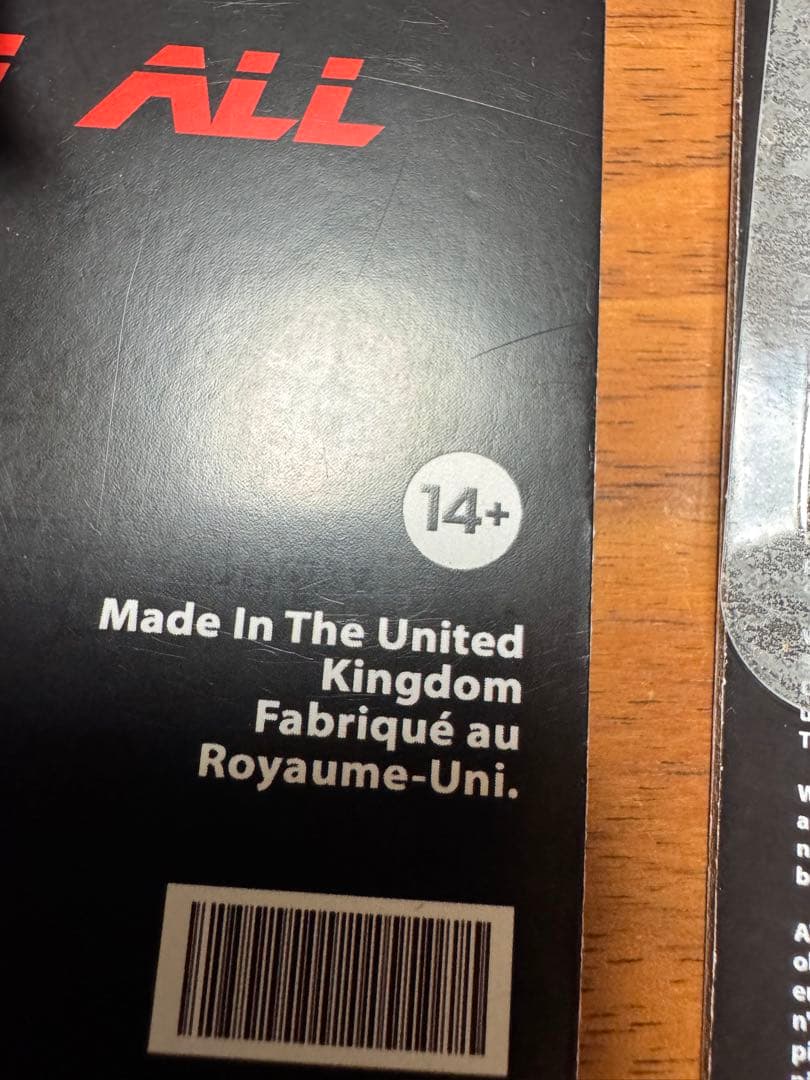 ALL
14+
Made In The United
Kingdom
Fabriqué au
Royaume-Uni.